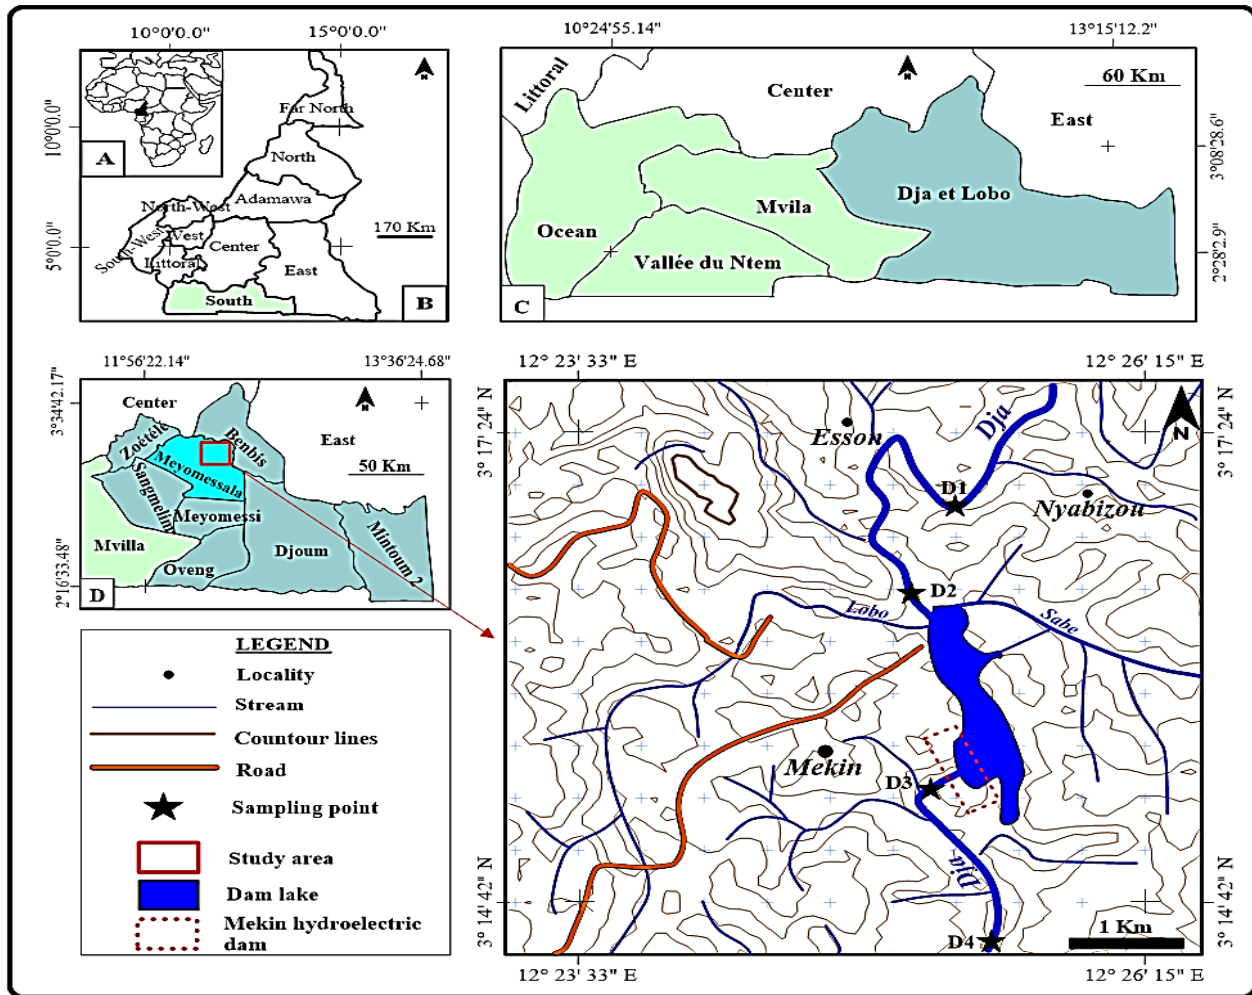 10°0'0.0"
15°0'0.0"
10°0'0.0"
5°0'0.0"
A
Far North
North
Adamawa
North-West
West
South-West
Littoral
Center
East
South
170 Km
N
B
10°24'55.14"
13°15'12.2"
3°08'28.6"
2°28'2.9"
Littoral
Center
N
60 Km
East
Dja et Lobo
Mvila
Ocean
Vallée du Ntem
C
11°56'22.14"
13°36'24.68"
3°34'42.17"
2°16'33.48"
Center
N
Zoetélé
Benbis
East
50 Km
Meyomessala
Sangmelima
Meyomessi
Mvilla
Djoum
Mintoum 2
Oveng
D
LEGEND
Locality
Stream
Countour lines
Road
Sampling point
Study area
Dam lake
Mekin hydroelectric
dam
12° 23' 33" E
12° 26' 15" E
3° 17' 24" N
3° 17' 24" N
N
Esson
Dja
D1
Nyabizou
D2
Lobo
Sabe
Mekin
D3
Dja
D4
1 Km
3° 14' 42" N
3° 14' 42" N
12° 23' 33" E
12° 26' 15" E